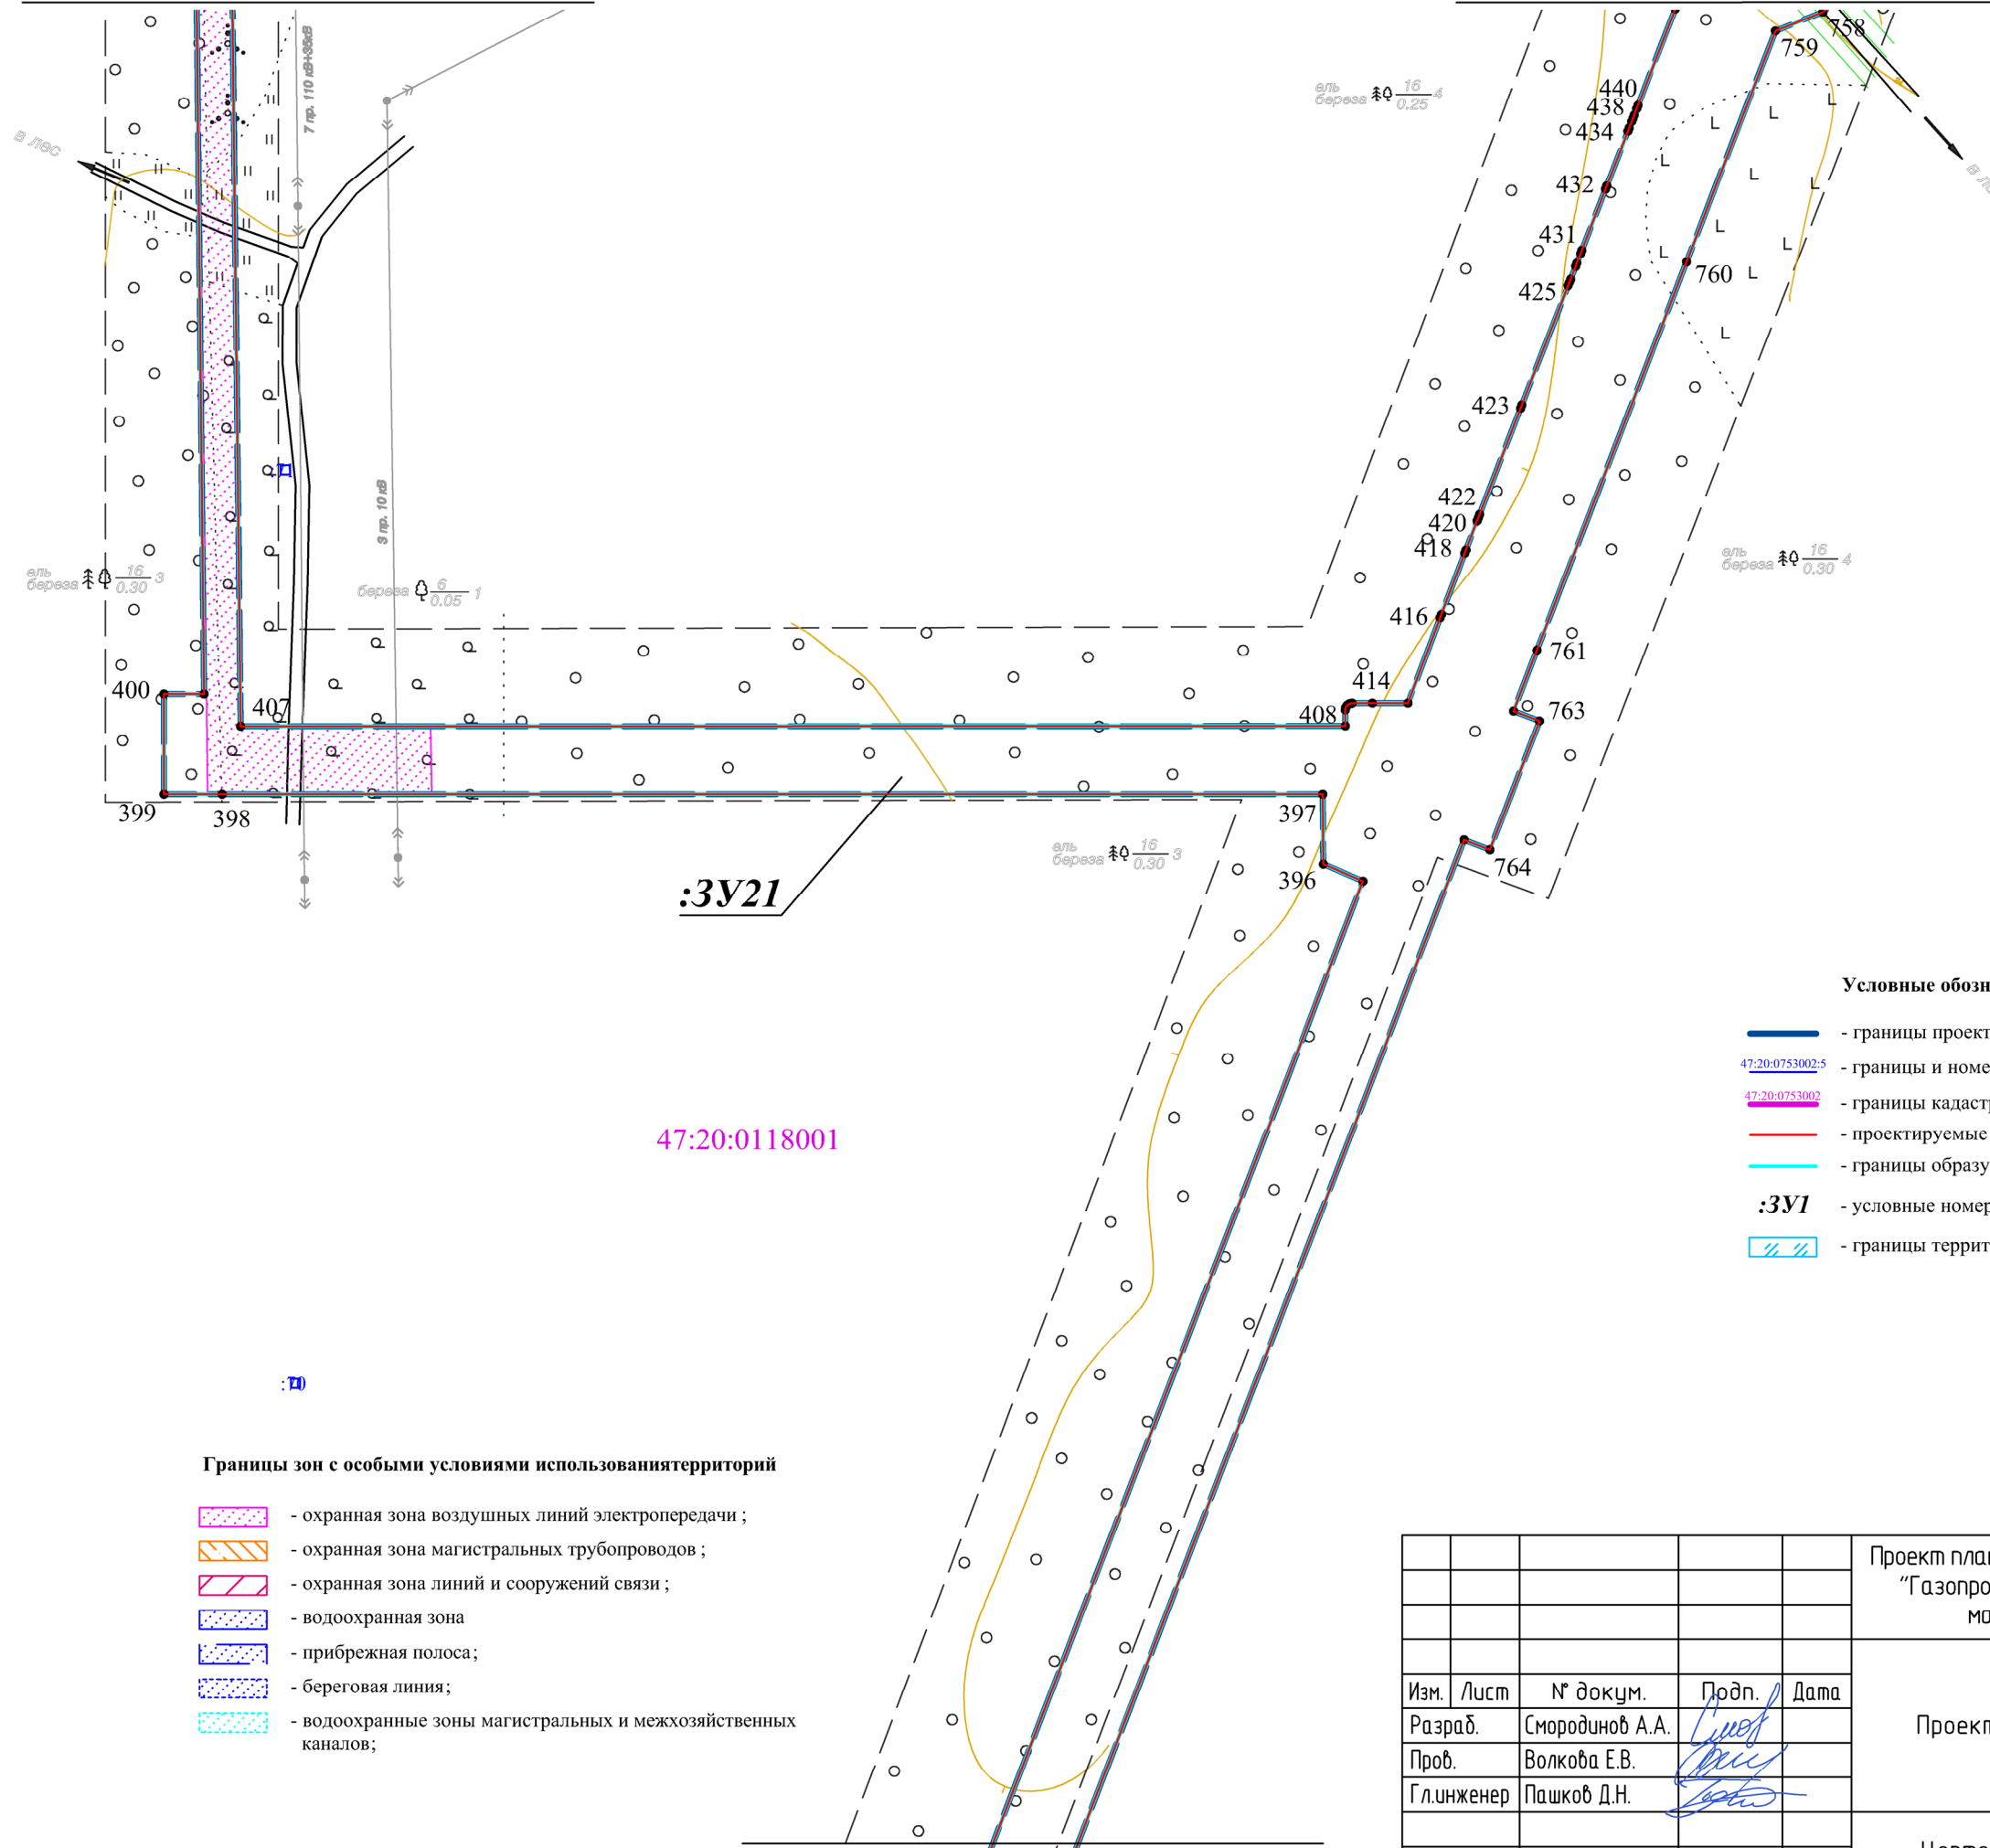 758
759
7 пр. 110 кВ+35кВ
440
438
434
ель
береза 16 4
0.25
в лес
432
431
425
760
423
3 пр. 10 кВ
422
420
418
ель
береза 16 3
0.30
береза 6 1
0.05
ель
береза 16 4
0.30
416
761
400
407
414
408
763
399
398
397
396
764
ель
береза 16 3
0.30
:ЗУ21
Условные обозн
- границы проект
47:20:0753002:5
- границы и номе
47:20:0753002
- границы кадаст
- проектируемые
- границы образу
:ЗУ1 - условные номер
- границы террит
47:20:0118001
:70
Границы зон с особыми условиями использованиятерриторий
- охранная зона воздушных линий электропередачи ;
- охранная зона магистральных трубопроводов ;
- охранная зона линий и сооружений связи ;
- водоохранная зона
- прибрежная полоса;
- береговая линия;
- водоохранные зоны магистральных и межхозяйственных
каналов;
Проект пла
"Газопро
мо
Изм. Лист N° докум. Подп. Дата
Разраб. Смородинов А.А.
Проект
Пров. Волкова Е.В.
Гл.инженер Пашков Д.Н.